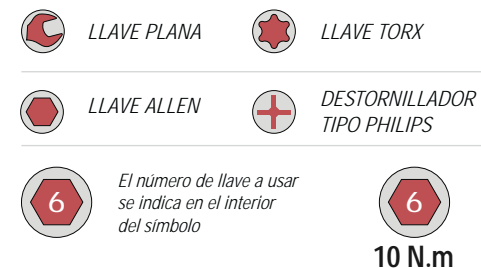 LLAVE PLANA
LLAVE TORX
LLAVE ALLEN
DESTORNILLADOR
TIPO PHILIPS
6
El número de llave a usar
se indica en el interior
del símbolo
6
10 N.m